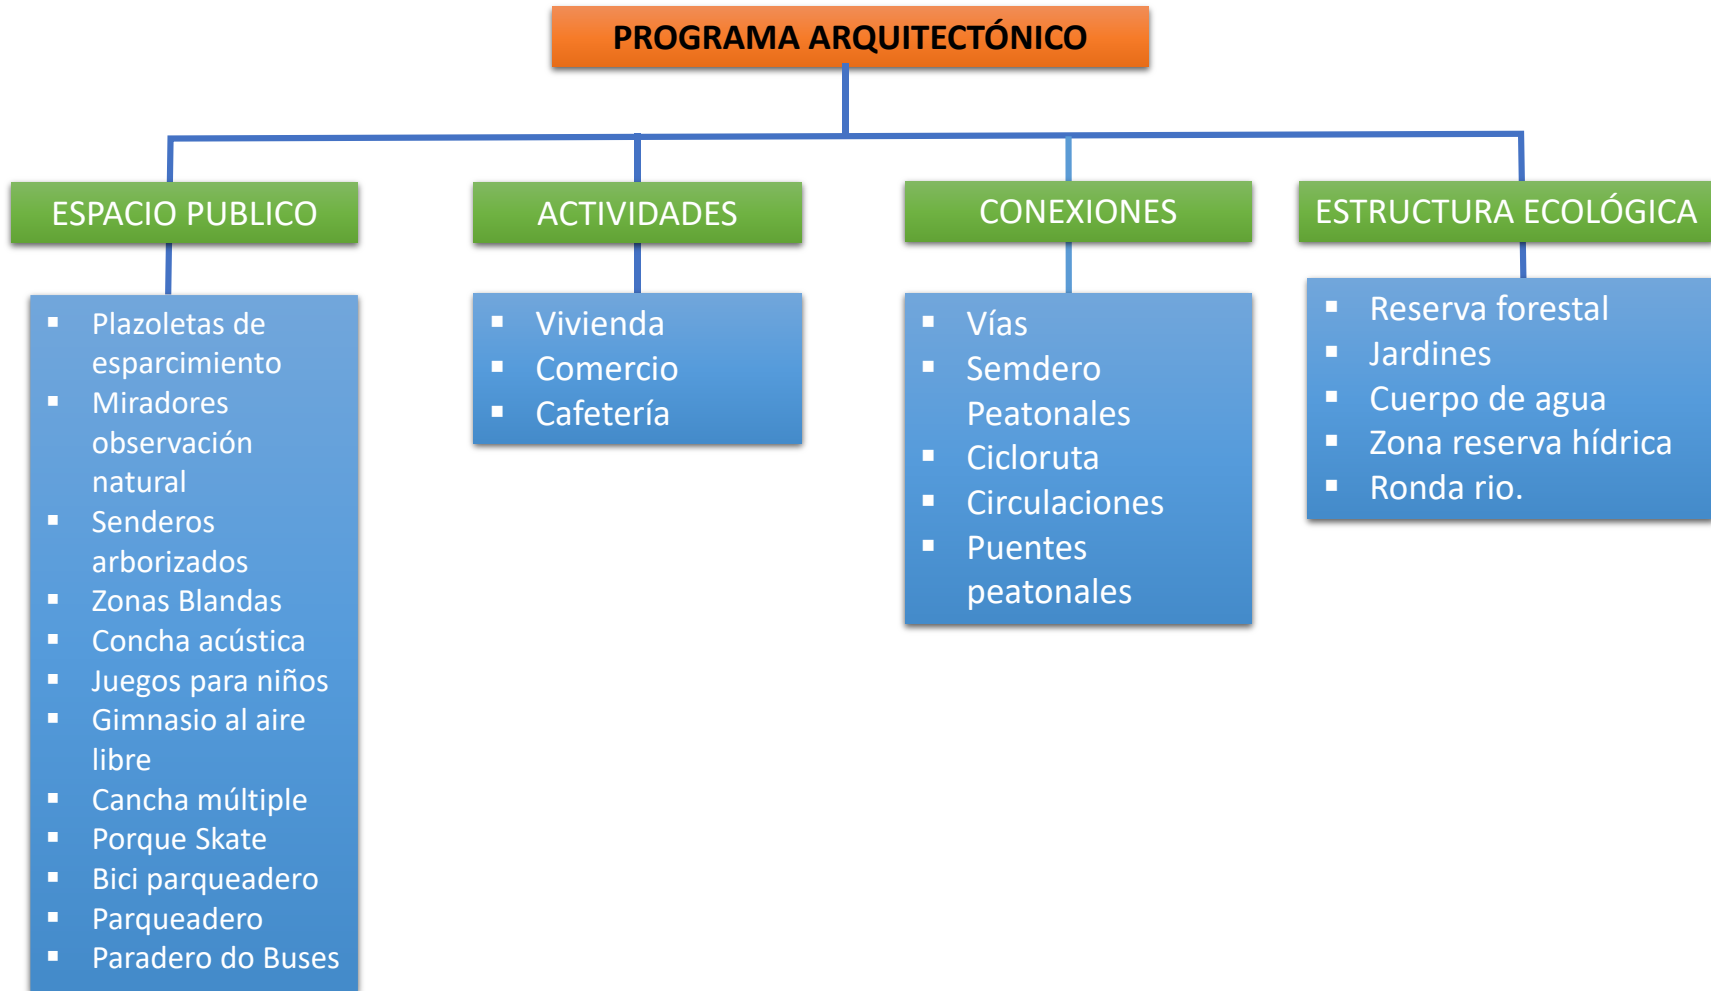 PROGRAMA ARQUITECTÓNICO
ESPACIO PUBLICO
Plazoletas de
esparcimiento
Miradores
observación
natural
Senderos
arborizados
Zonas Blandas
Concha acústica
Juegos para niños
Gimnasio al aire
libre
Cancha múltiple
Porque Skate
Bici parqueadero
Parqueadero
Paradero do Buses
ACTIVIDADES
Vivienda
Comercio
Cafetería
CONEXIONES
Vías
Semdero
Peatonales
Cicloruta
Circulaciones
Puentes
peatonales
ESTRUCTURA ECOLÓGICA
Reserva forestal
Jardines
Cuerpo de agua
Zona reserva hídrica
Ronda rio.